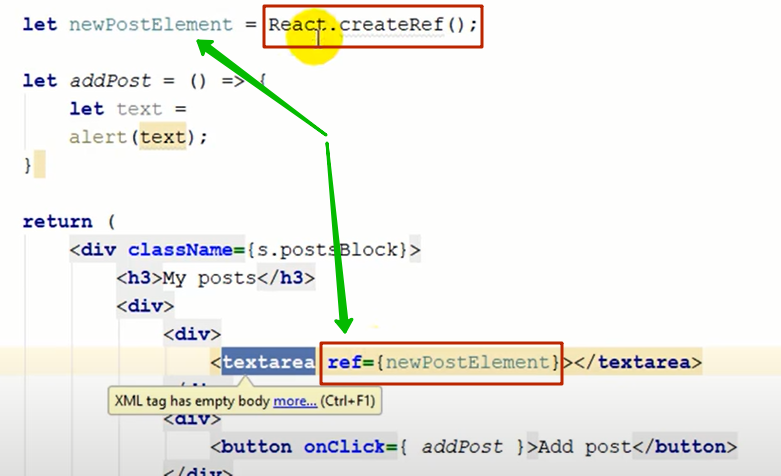 let newPostElement = React.createRef();
let addPost = () => {
let text =
alert(text);
}
return (
<div className={s.postsBlock}>
<h3>My posts</h3>
<div>
<div>
<textarea ref={newPostElement}></textarea>
XML tag has empty body more... (Ctrl+F1)
<div>
<button onClick={ addPost }>Add post</button>
</div>